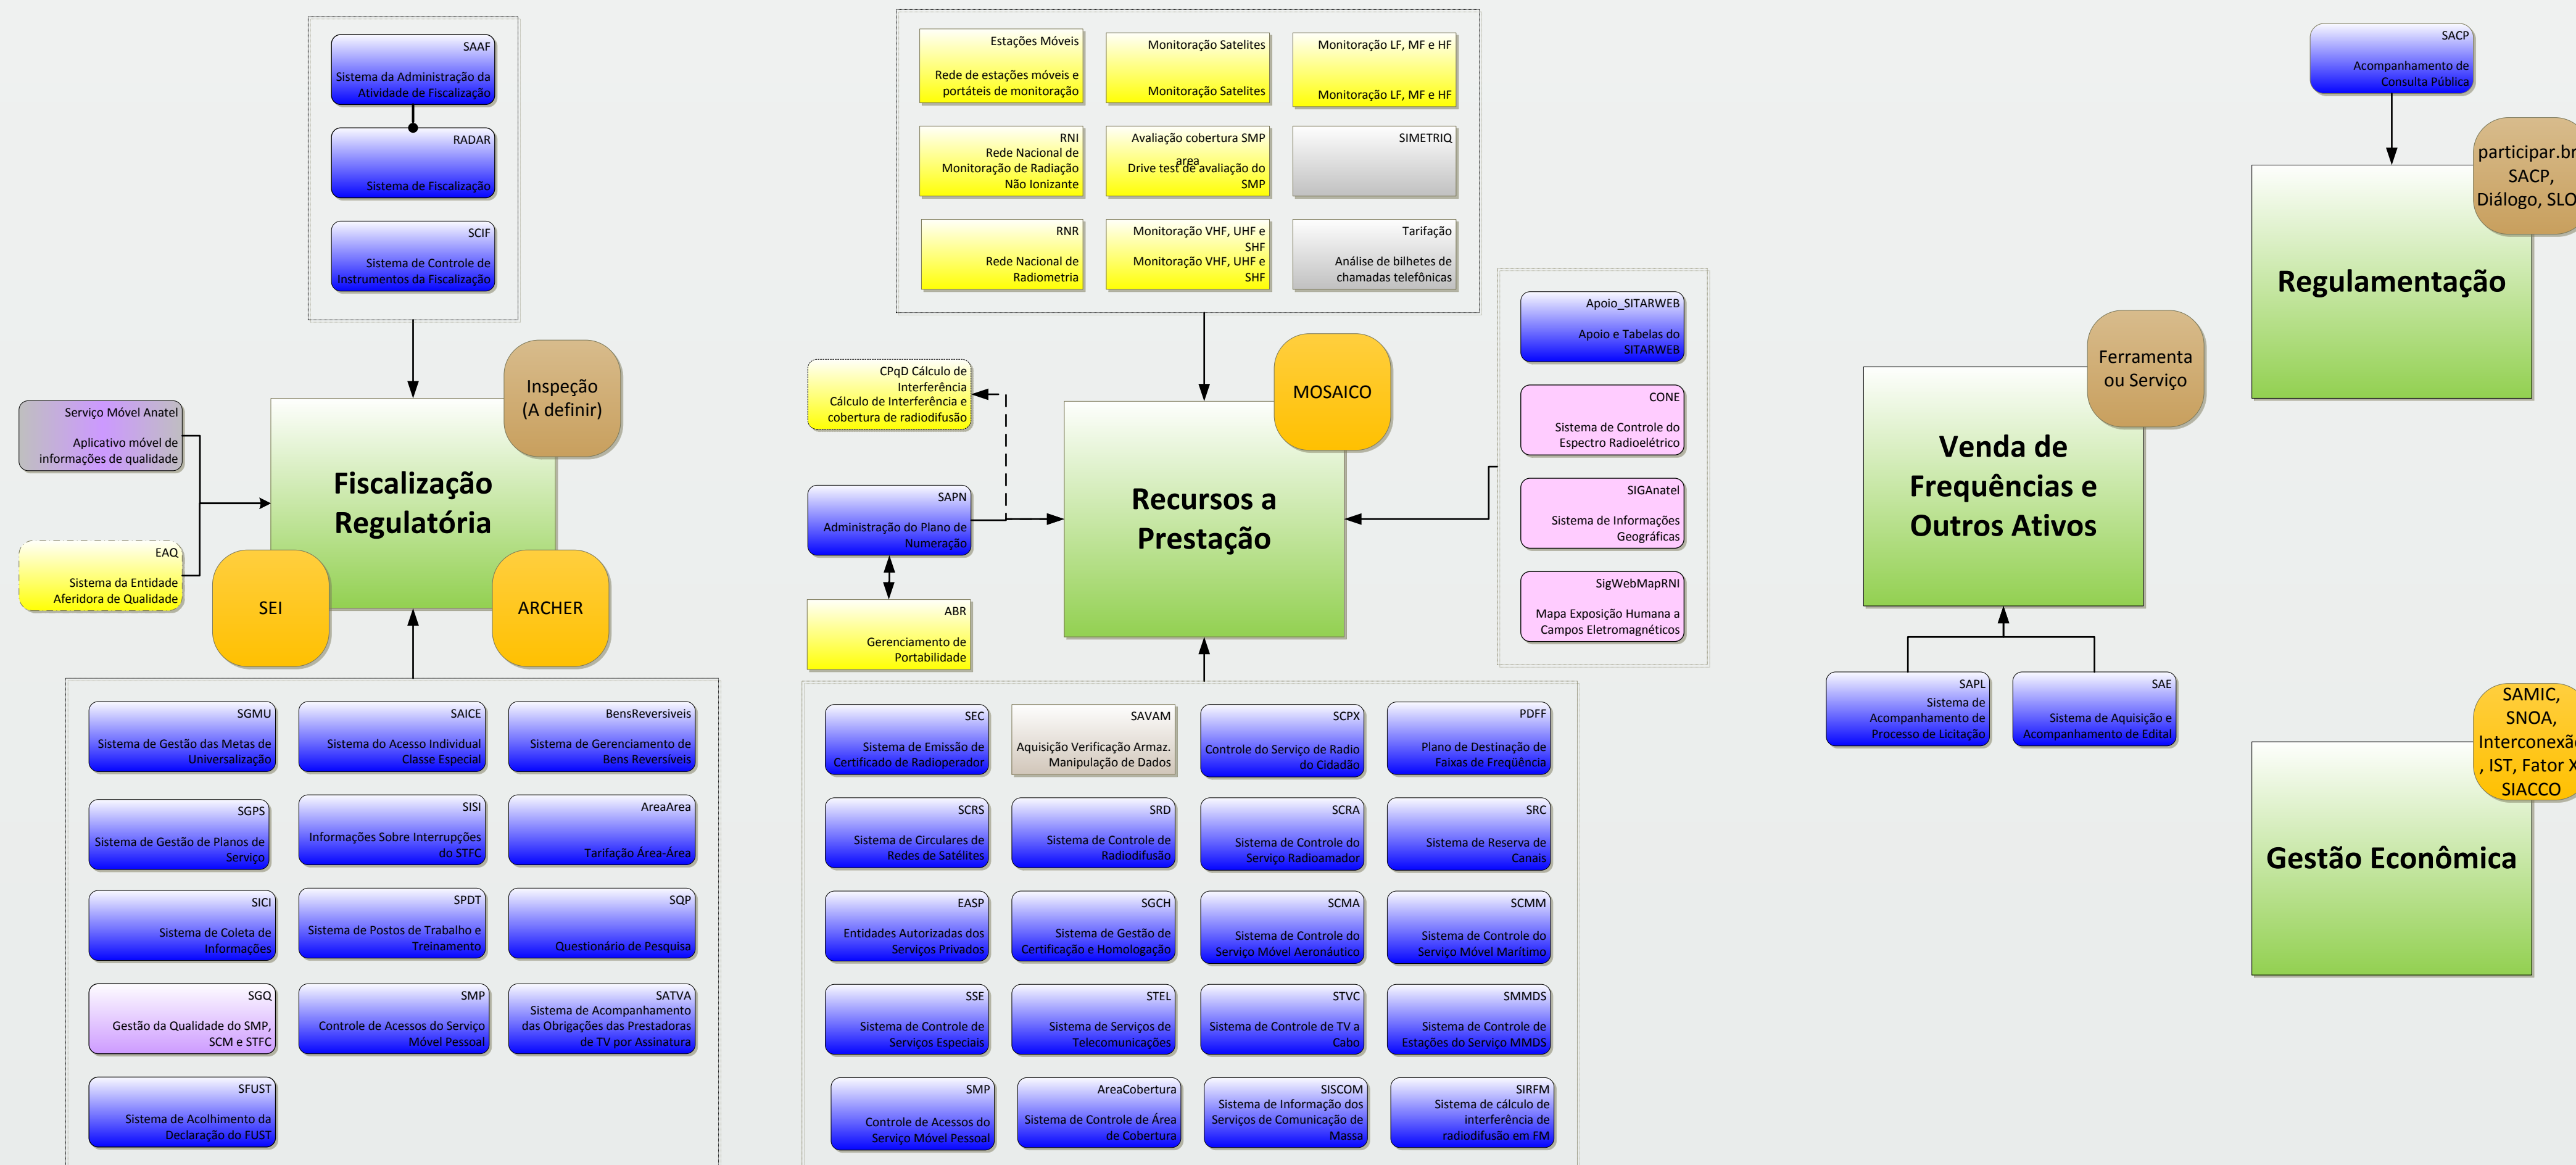 SAAF
Sistema da Administração da
Atividade de Fiscalização
RADAR
Sistema de Fiscalização
SCIF
Sistema de Controle de
Instrumentos da Fiscalização
Serviço Móvel Anatel
Aplicativo móvel de
informações de qualidade
EAQ
Sistema da Entidade
Aferidora de Qualidade
Inspeção
(A definir)
Fiscalização
Regulatória
SEI
ARCHER
SGMU
Sistema de Gestão das Metas de
Universalização
SAICE
Sistema do Acesso Individual
Classe Especial
BensReversiveis
Sistema de Gerenciamento de
Bens Reversíveis
SGPS
Sistema de Gestão de Planos de
Serviço
SISI
Informações Sobre Interrupções
do STFC
AreaArea
Tarifação Área-Área
SICI
Sistema de Coleta de
Informações
SPDT
Sistema de Postos de Trabalho e
Treinamento
SQP
Questionário de Pesquisa
SGQ
Gestão da Qualidade do SMP,
SCM e STFC
SMP
Controle de Acessos do Serviço
Móvel Pessoal
SATVA
Sistema de Acompanhamento
das Obrigações das Prestadoras
de TV por Assinatura
SFUST
Sistema de Acolhimento da
Declaração do FUST
Estações Móveis
Rede de estações móveis e
portáteis de monitoração
Monitoração Satelites
Monitoração Satelites
Monitoração LF, MF e HF
Monitoração LF, MF e HF
RNI
Rede Nacional de
Monitoração de Radiação
Não Ionizante
Avaliação cobertura SMP
area
Drive test de avaliação do
SMP
SIMETRIQ
RNR
Rede Nacional de
Radiometria
Monitoração VHF, UHF e
SHF
Monitoração VHF, UHF e
SHF
Tarifação
Análise de bilhetes de
chamadas telefônicas
CPqD Cálculo de
Interferência
Cálculo de Interferência e
cobertura de radiodifusão
SAPN
Administração do Plano de
Numeração
ABR
Gerenciamento de
Portabilidade
MOSAICO
Recursos a
Prestação
Apoio_SITARWEB
Apoio e Tabelas do
SITARWEB
CONE
Sistema de Controle do
Espectro Radioelétrico
SIGAnatel
Sistema de Informações
Geográficas
SigWebMapRNI
Mapa Exposição Humana a
Campos Eletromagnéticos
SEC
Sistema de Emissão de
Certificado de Radioperador
SAVAM
Aquisição Verificação Armaz.
Manipulação de Dados
SCPX
Controle do Serviço de Radio
do Cidadão
PDFF
Plano de Destinação de
Faixas de Freqüência
SCRS
Sistema de Circulares de
Redes de Satélites
SRD
Sistema de Controle de
Radiodifusão
SCRA
Sistema de Controle do
Serviço Radioamador
SRC
Sistema de Reserva de
Canais
EASP
Entidades Autorizadas dos
Serviços Privados
SGCH
Sistema de Gestão de
Certificação e Homologação
SCMA
Sistema de Controle do
Serviço Móvel Aeronáutico
SCMM
Sistema de Controle do
Serviço Móvel Marítimo
SSE
Sistema de Controle de
Serviços Especiais
STEL
Sistema de Serviços de
Telecomunicações
STVC
Sistema de Controle de TV a
Cabo
SMMDS
Sistema de Controle de
Estações do Serviço MMDS
SMP
Controle de Acessos do
Serviço Móvel Pessoal
AreaCobertura
Sistema de Controle de Área
de Cobertura
SISCOM
Sistema de Informação dos
Serviços de Comunicação de
Massa
SIRFM
Sistema de cálculo de
interferência de
radiodifusão em FM
Ferramenta
ou Serviço
Venda de
Frequências e
Outros Ativos
SAPL
Sistema de
Acompanhamento de
Processo de Licitação
SAE
Sistema de Aquisição e
Acompanhamento de Edital
SACP
Acompanhamento de
Consulta Pública
participar.br
SACP,
Diálogo, SLO
Regulamentação
SAMIC,
SNOA,
Interconexão
, IST, Fator X
SIACCO
Gestão Econômica